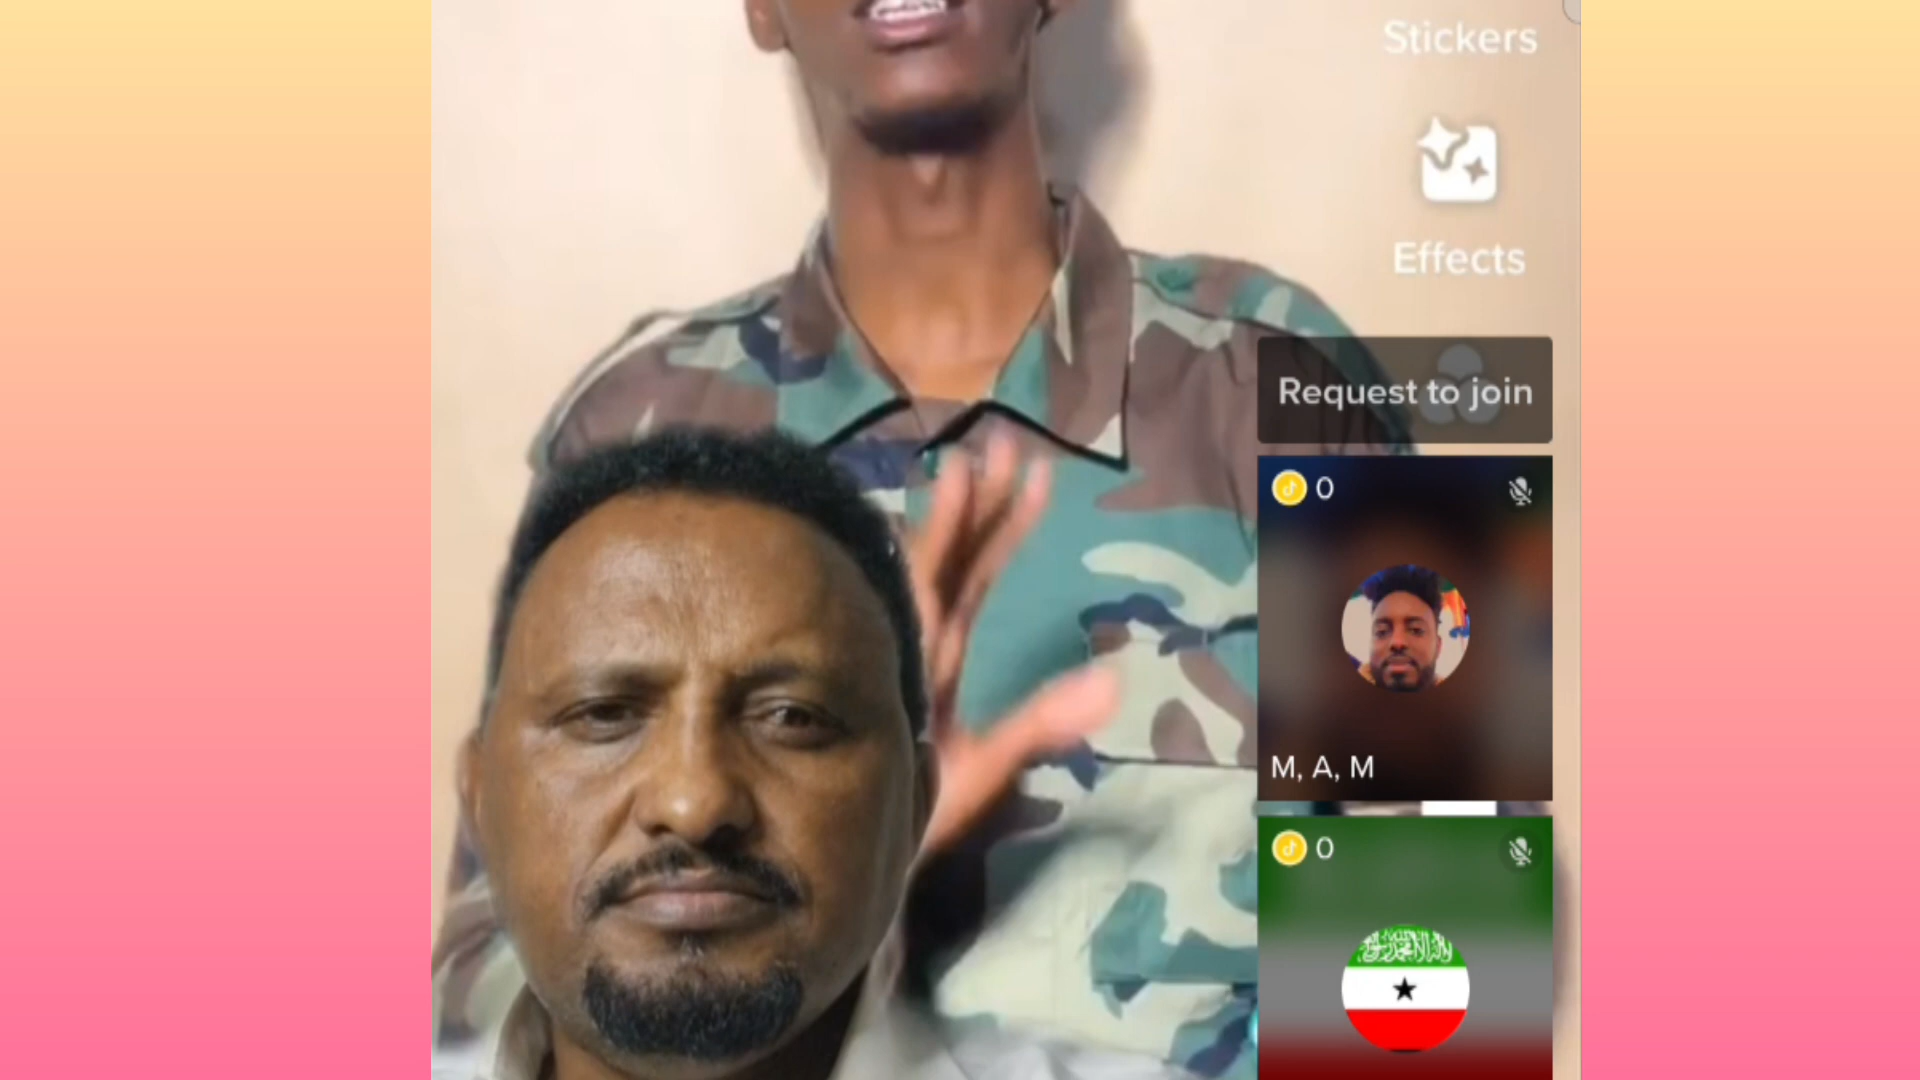 Stickers
Effects
Request to join
0
M, A, M
0